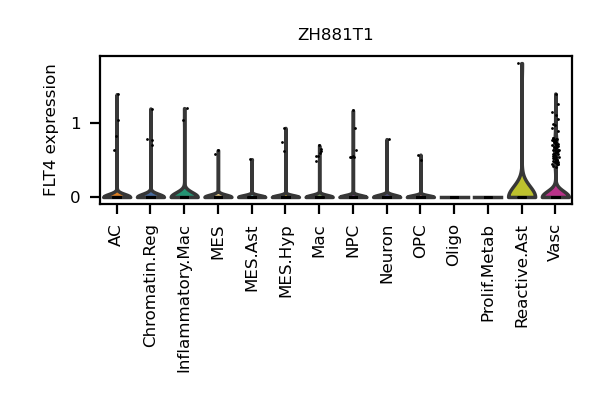 ZH881T1
FLT4 expression
1
0
AC
Chromatin.Reg
Inflammatory.Mac
MES
MES.Ast
MES.Hyp
Mac
NPC
Neuron
OPC
Oligo
Prolif.Metab
Reactive.Ast
Vasc